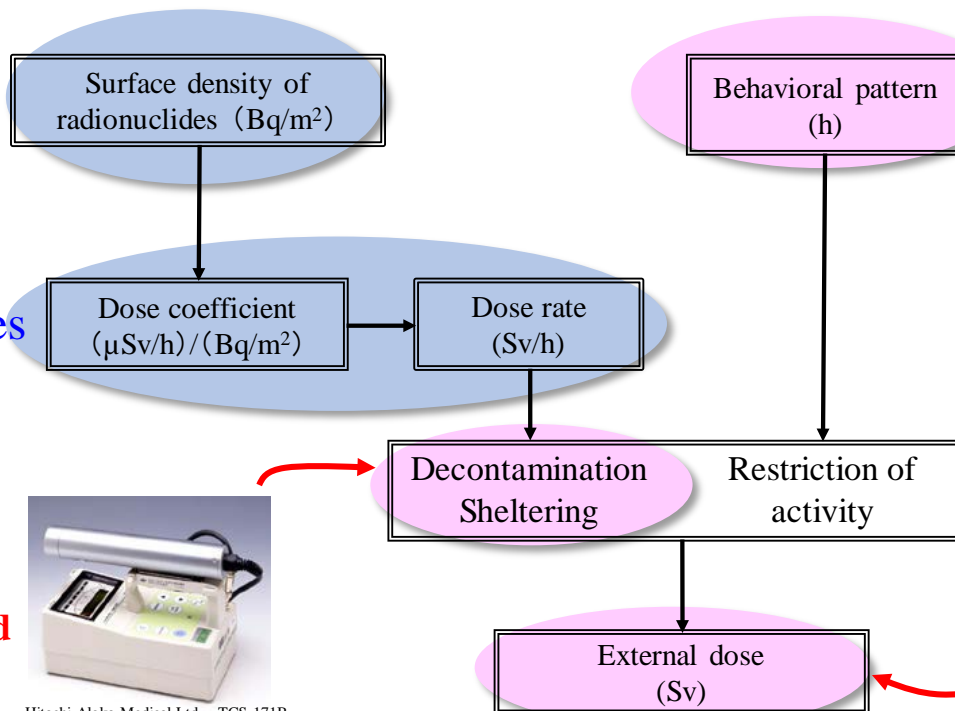 Surface density of
radionuclides（Bq/m²）
Behavioral pattern
(h)
es
Dose coefficient
（µSv/h）/（Bq/m²）
Dose rate
(Sv/h)
Decontamination
Sheltering
Restriction of
activity
d
External dose
(Sv)